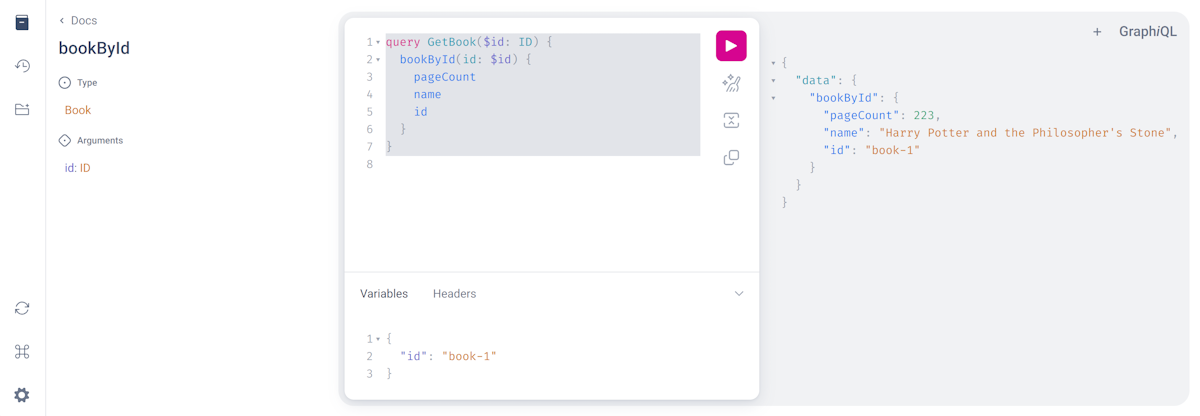 Docs
bookById
Type
Book
Arguments
id: ID
1 query GetBook($id: ID) {
2 bookById(id: $id) {
3 pageCount
4 name
5 id
6 }
7 }
8
Variables Headers
1 {
2 "id": "book-1"
3 }
+ GraphiQL
{
"data": {
"bookById": {
"pageCount": 223,
"name": "Harry Potter and the Philosopher's Stone",
"id": "book-1"
}
}
}